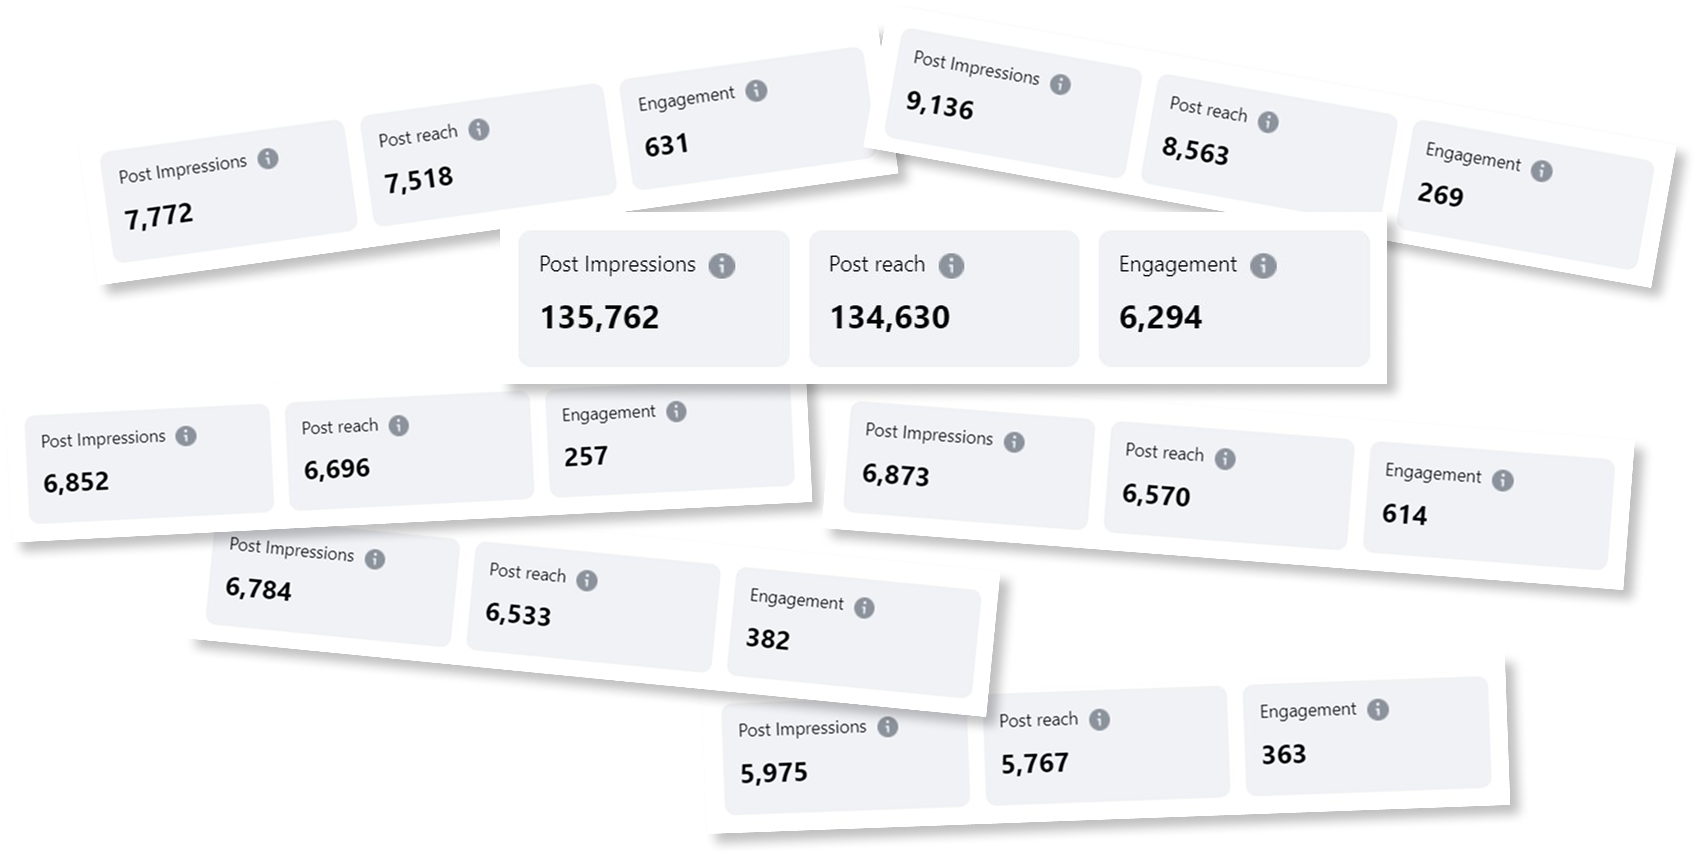 Post Impressions
7,772
Post reach
7,518
Engagement
631
Post Impressions
9,136
Post reach
8,563
Engagement
269
Post Impressions
135,762
Post reach
134,630
Engagement
6,294
Post Impressions
6,852
Post reach
6,696
Engagement
257
Post Impressions
6,873
Post reach
6,570
Engagement
614
Post Impressions
6,784
Post reach
6,533
Engagement
382
Post Impressions
5,975
Post reach
5,767
Engagement
363